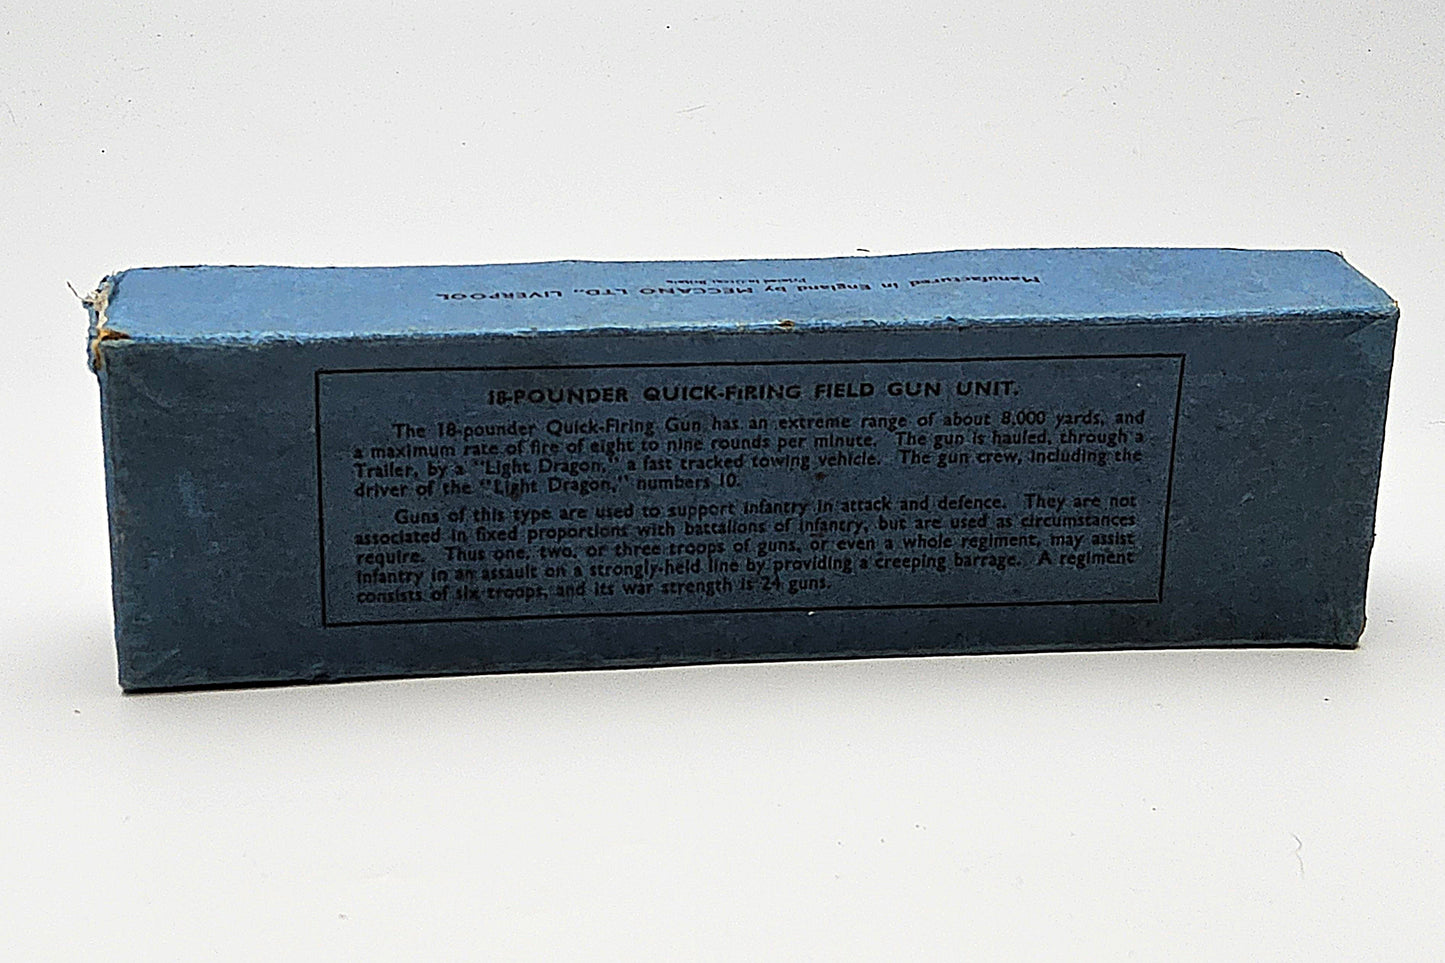 Manufactured in England by MECCANO LTD., LIVERPOOL
Printed in Great Britain
18-POUNDER QUICK-FIRING FIELD GUN UNIT.
The 18-pounder Quick-Firing Gun has an extreme range of about 8,000 yards, and
a maximum rate of fire of eight to nine rounds per minute. The gun is hauled, through a
Trailer, by a "Light Dragon," a fast tracked towing vehicle. The gun crew, including the
driver of the "Light Dragon," numbers 10.
Guns of this type are used to support infantry in attack and defence. They are not
associated in fixed proportions with battalions of infantry, but are used as circumstances
require. Thus one, two, or three troops of guns, or even a whole regiment, may assist
infantry in an assault on a strongly-held line by providing a creeping barrage. A regiment
consists of six troops, and its war strength is 24 guns.